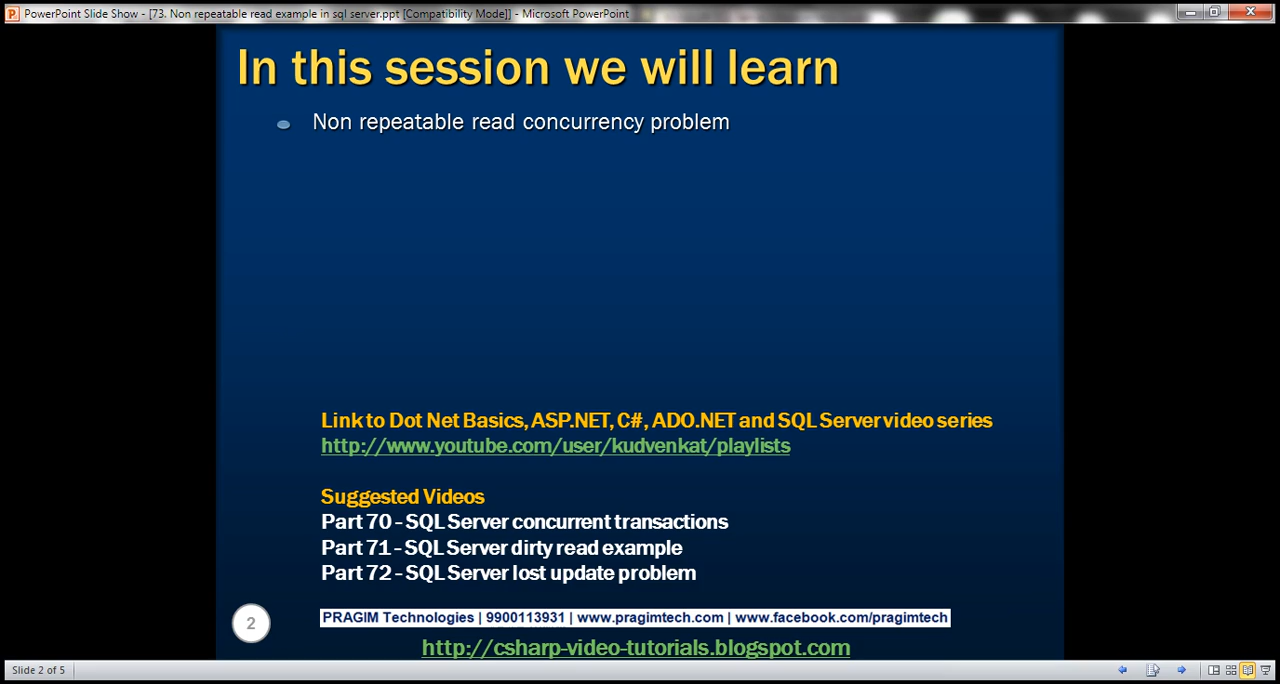 PowerPoint Slide Show - [73. Non repeatable read example in sql server.ppt [Compatibility Mode]] - Microsoft PowerPoint
In this session we will learn
Non repeatable read concurrency problem
Link to Dot Net Basics, ASP.NET, C#, ADO.NET and SQL Server video series
http://www.youtube.com/user/kudvenkat/playlists
Suggested Videos
Part 70 - SQL Server concurrent transactions
Part 71 - SQL Server dirty read example
Part 72 - SQL Server lost update problem
2
PRAGIM Technologies | 9900113931 | www.pragimtech.com | www.facebook.com/pragimtech
http://csharp-video-tutorials.blogspot.com
Slide 2 of 5